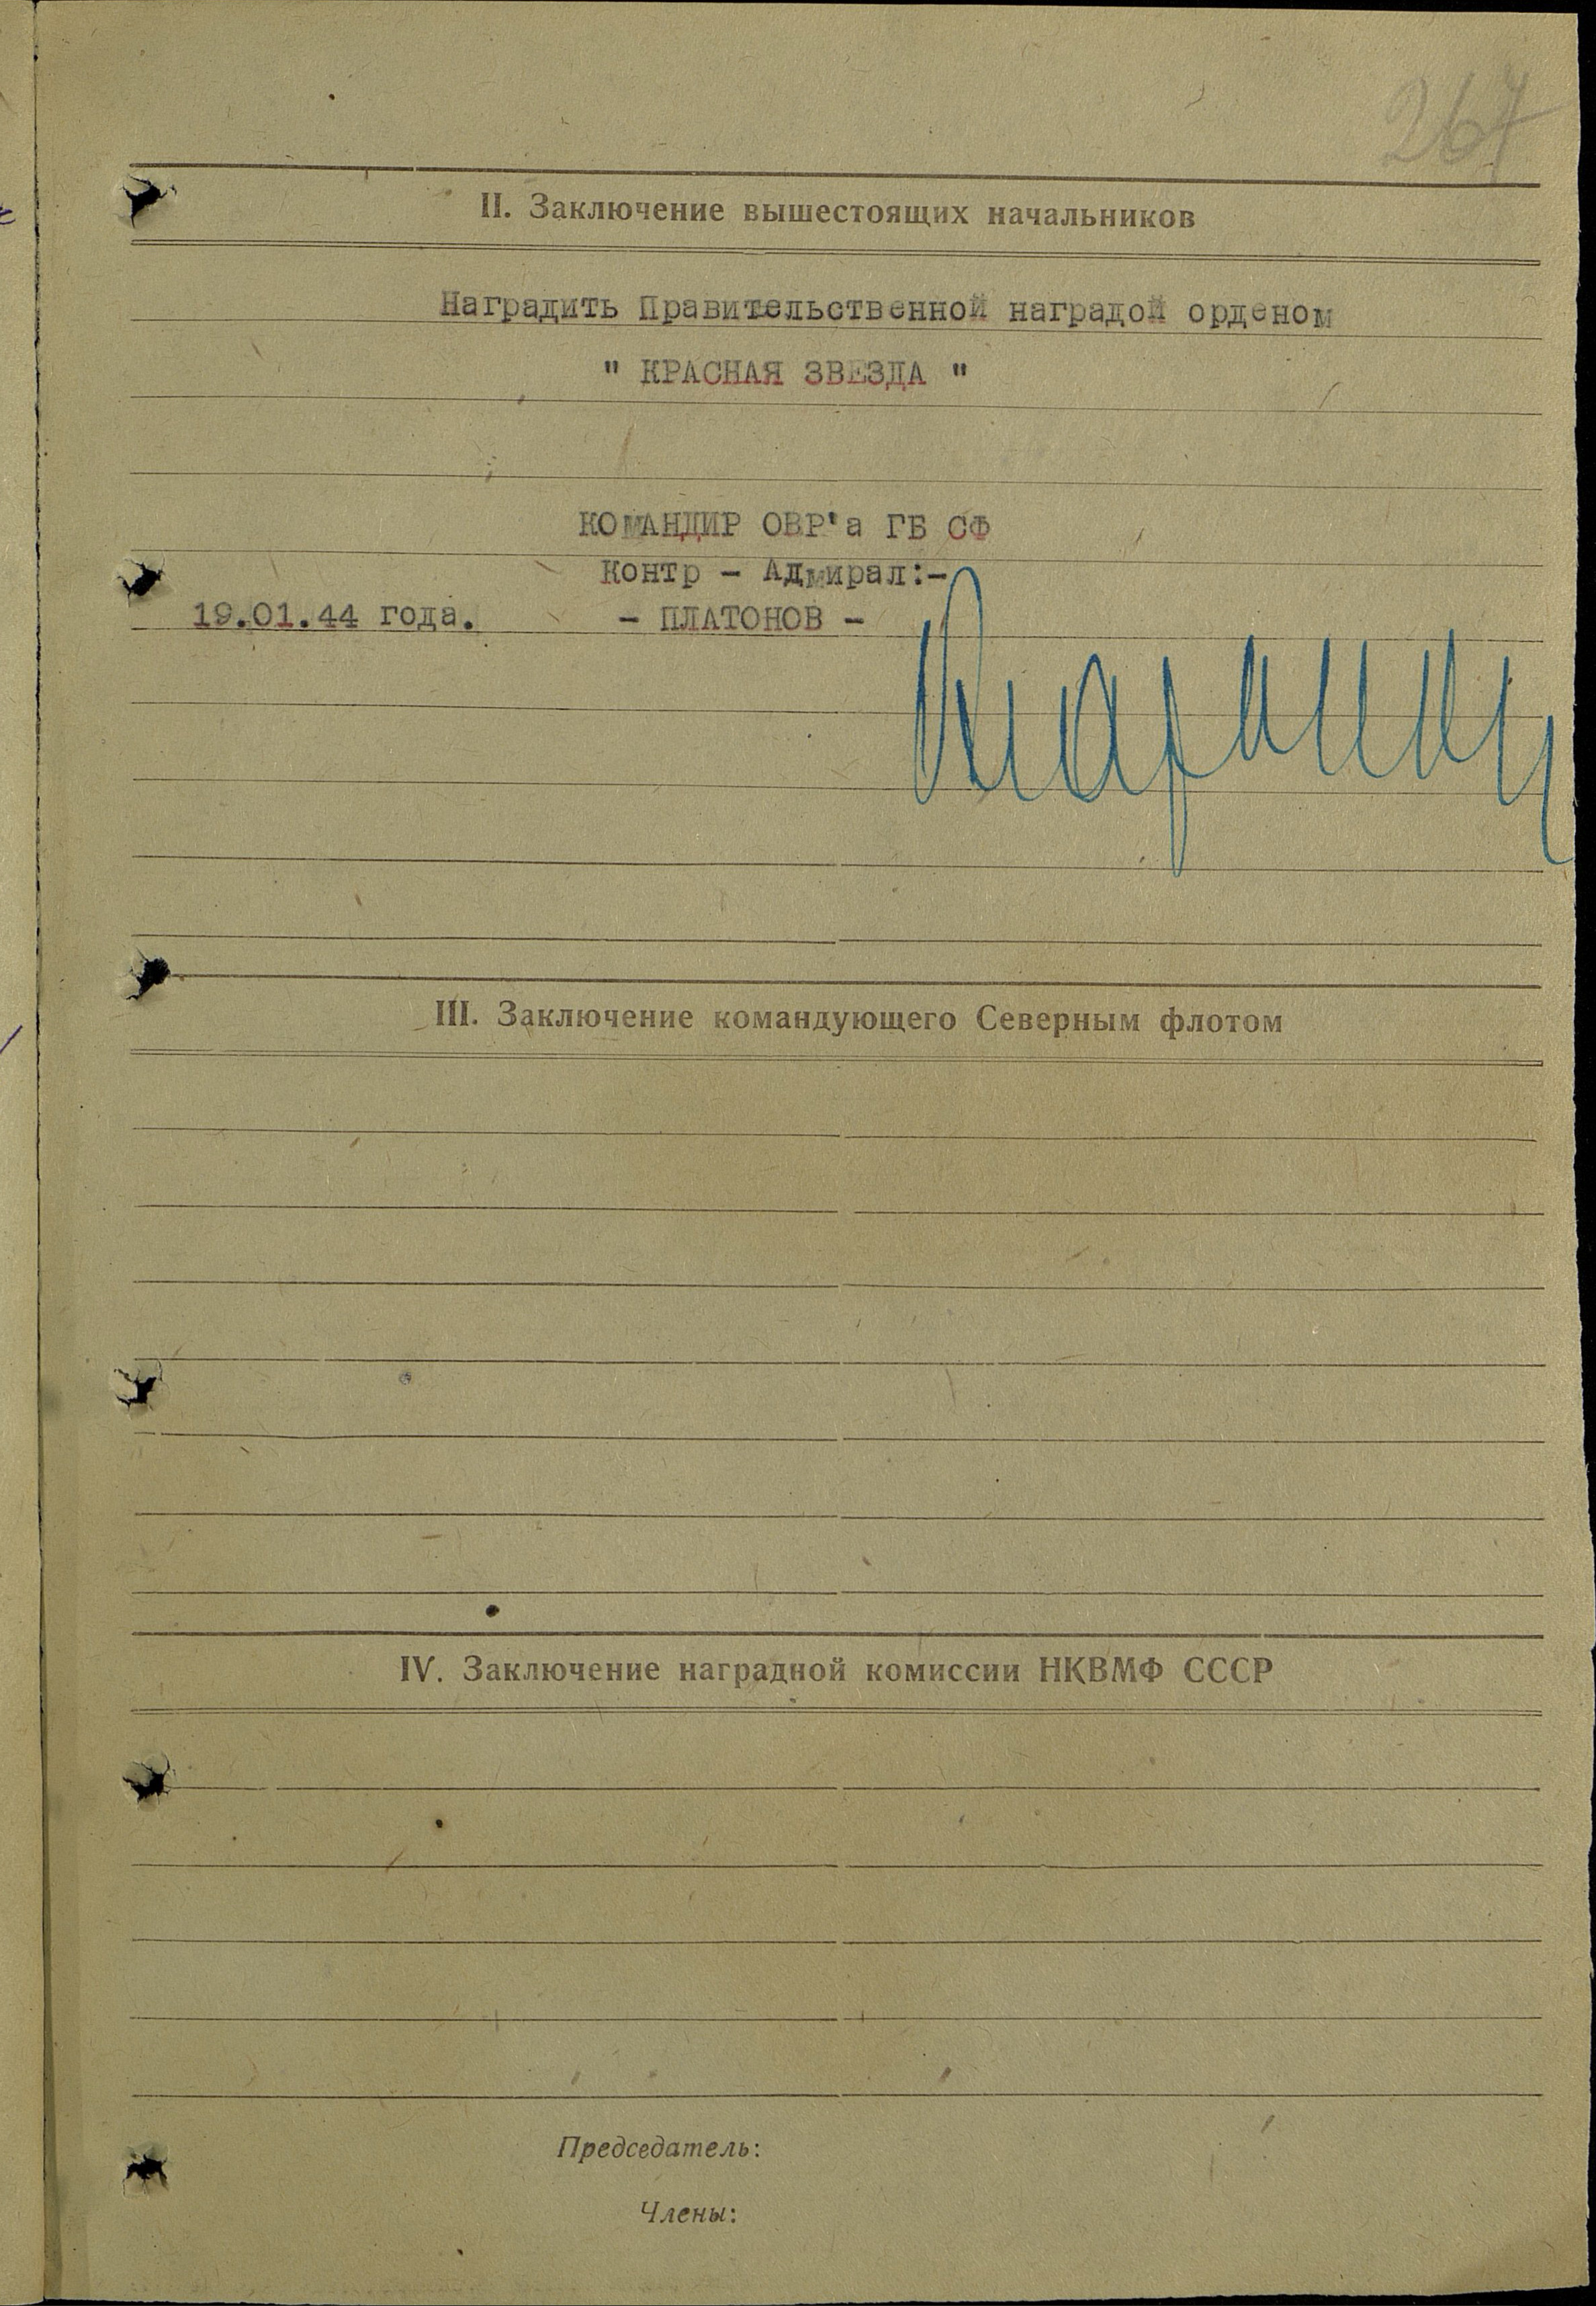 267
II. Заключение вышестоящих начальников
Наградить Правительственной наградой орденом
" КРАСНАЯ ЗВЕЗДА "
КОМАНДИР ОВР'а ГБ СФ
Контр - Адмирал:-
19.01.44 года. - ПЛАТОНОВ -
III. Заключение командующего Северным флотом
IV. Заключение наградной комиссии НКВМФ СССР
Председатель:
Члены: